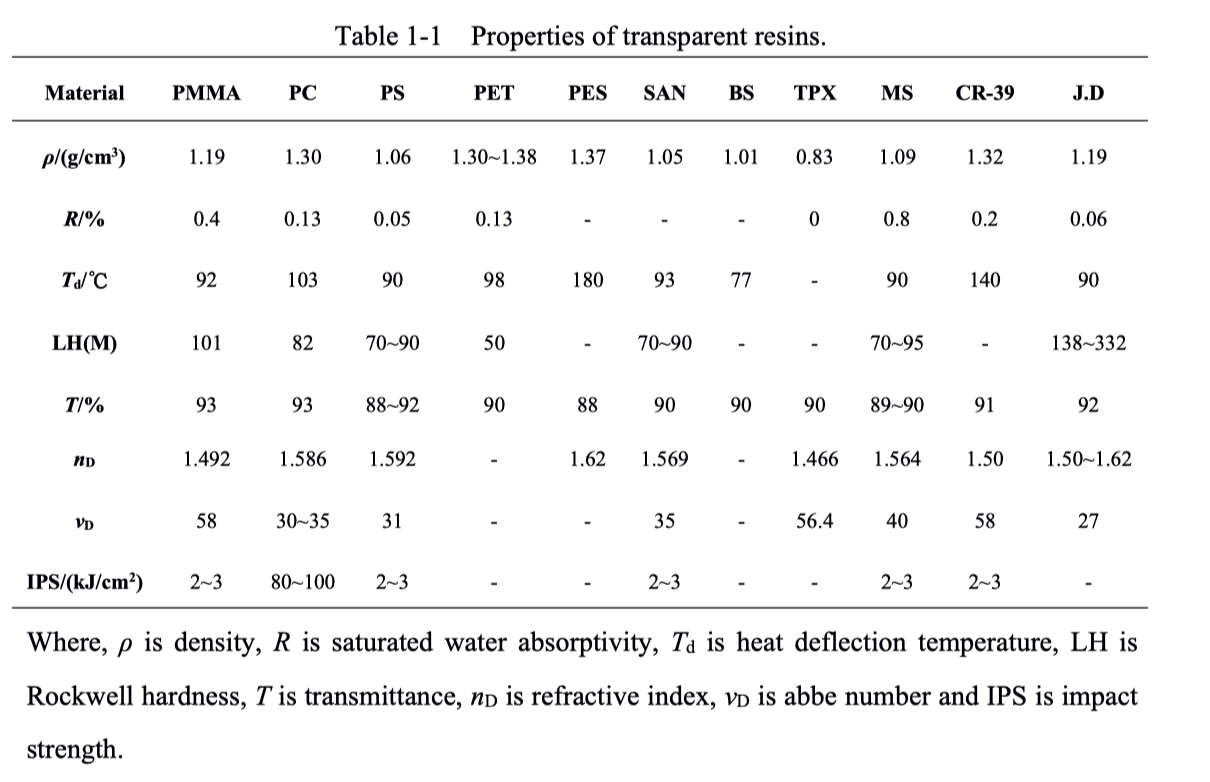 Table 1-1 Properties of transparent resins.
Material PMMA PC PS PET PES SAN BS TPX MS CR-39 J.D
ρ/(g/cm³) 1.19 1.30 1.06 1.30~1.38 1.37 1.05 1.01 0.83 1.09 1.32 1.19
R/% 0.4 0.13 0.05 0.13 - - - 0 0.8 0.2 0.06
Td/℃ 92 103 90 98 180 93 77 - 90 140 90
LH(M) 101 82 70~90 50 - 70~90 - - 70~95 - 138~332
T/% 93 93 88~92 90 88 90 90 90 89~90 91 92
nD 1.492 1.586 1.592 - 1.62 1.569 - 1.466 1.564 1.50 1.50~1.62
νD 58 30~35 31 - - 35 - 56.4 40 58 27
IPS/(kJ/cm²) 2~3 80~100 2~3 - - 2~3 - - 2~3 2~3 -
Where, ρ is density, R is saturated water absorptivity, Td is heat deflection temperature, LH is
Rockwell hardness, T is transmittance, nD is refractive index, νD is abbe number and IPS is impact
strength.